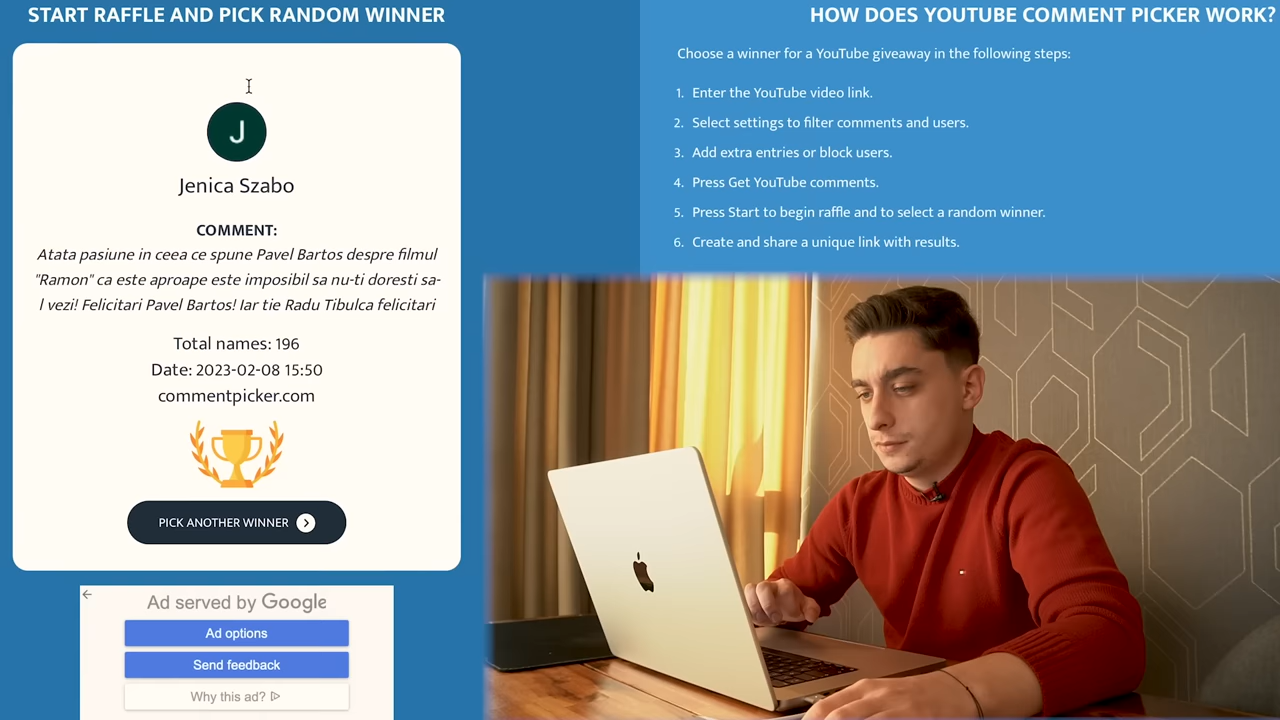 START RAFFLE AND PICK RANDOM WINNER
J
Jenica Szabo
COMMENT:
Atata pasiune in ceea ce spune Pavel Bartos despre filmul
"Ramon" ca este aproape este imposibil sa nu-ti doresti sa-
l vezi! Felicitari Pavel Bartos! Iar tie Radu Tibulca felicitari
Total names: 196
Date: 2023-02-08 15:50
commentpicker.com
PICK ANOTHER WINNER
Ad served by Google
Ad options
Send feedback
Why this ad?
HOW DOES YOUTUBE COMMENT PICKER WORK?
Choose a winner for a YouTube giveaway in the following steps:
1. Enter the YouTube video link.
2. Select settings to filter comments and users.
3. Add extra entries or block users.
4. Press Get YouTube comments.
5. Press Start to begin raffle and to select a random winner.
6. Create and share a unique link with results.